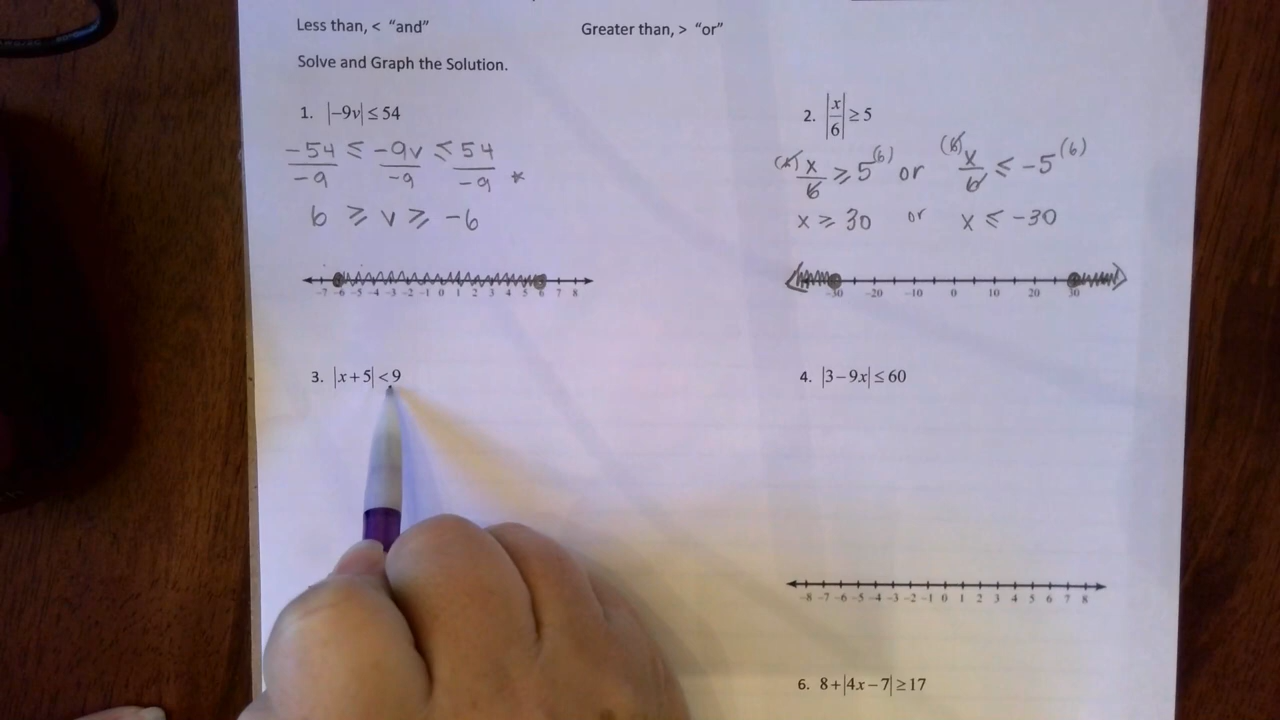 Less than, < "and" Greater than, > "or"
Solve and Graph the Solution.
1. |−9v| ≤ 54
-54 ≤ -9v ≤ 54
-9 -9 -9 *
6 ≥ v ≥ -6
-7 -6 -5 -4 -3 -2 -1 0 1 2 3 4 5 6 7 8
2. |x/6| ≥ 5
(6) x/6 ≥ 5 (6) or (6) x/6 ≤ -5 (6)
x ≥ 30 or x ≤ -30
-30 -20 -10 0 10 20 30
3. |x+5| < 9
4. |3−9x| ≤ 60
-8 -7 -6 -5 -4 -3 -2 -1 0 1 2 3 4 5 6 7 8
6. 8+|4x−7| ≥ 17